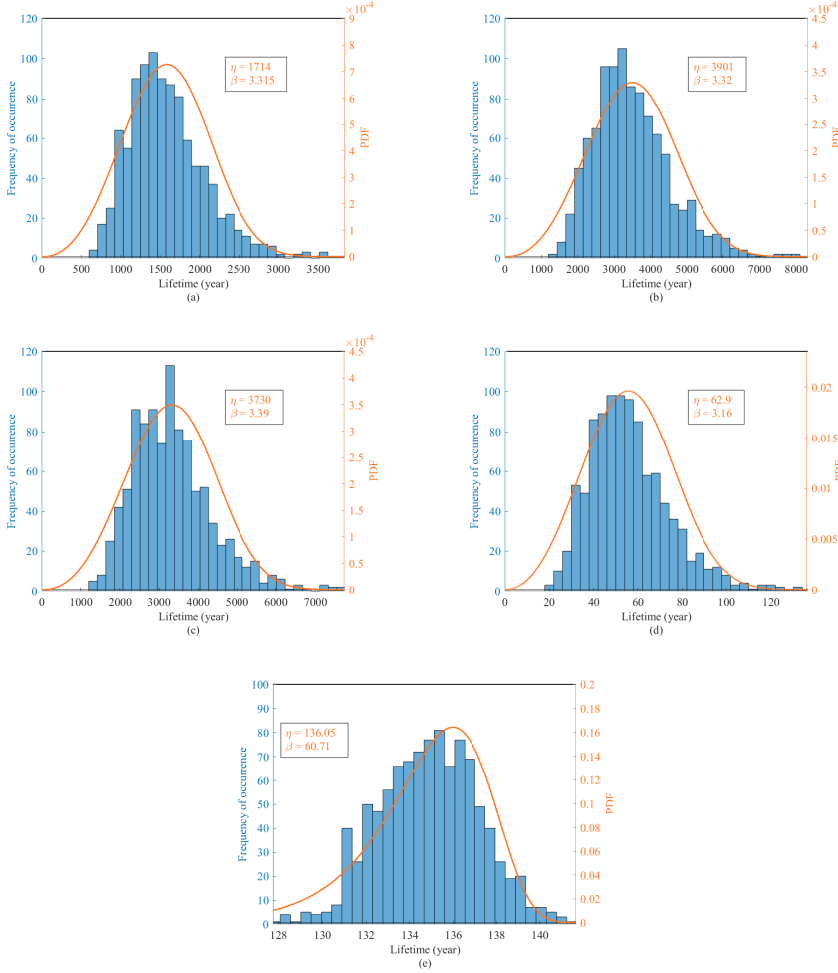 ×10⁻⁴
120 9
η = 1714
β = 3.315
100 8
7
80 6
60 5
4
40 3
20 2
1
0 0
Frequency of occurrence
PDF
0 500 1000 1500 2000 2500 3000 3500
Lifetime (year)
(a)
×10⁻⁴
120 4.5
η = 3901
β = 3.32
100 4
3.5
80 3
60 2.5
2
40 1.5
20 1
0.5
0 0
Frequency of occurrence
PDF
0 1000 2000 3000 4000 5000 6000 7000 8000
Lifetime (year)
(b)
×10⁻⁴
120 4.5
η = 3730
β = 3.39
100 4
3.5
80 3
60 2.5
2
40 1.5
20 1
0.5
0 0
Frequency of occurrence
PDF
0 1000 2000 3000 4000 5000 6000 7000
Lifetime (year)
(c)
120
η = 62.9
β = 3.16
100 0.02
80 0.015
60
40 0.01
20 0.005
0 0
Frequency of occurrence
PDF
0 20 40 60 80 100 120
Lifetime (year)
(d)
100 0.2
η = 136.05
β = 60.71
90 0.18
80 0.16
70 0.14
60 0.12
50 0.1
40 0.08
30 0.06
20 0.04
10 0.02
0 0
Frequency of occurrence
PDF
128 130 132 134 136 138 140
Lifetime (year)
(e)